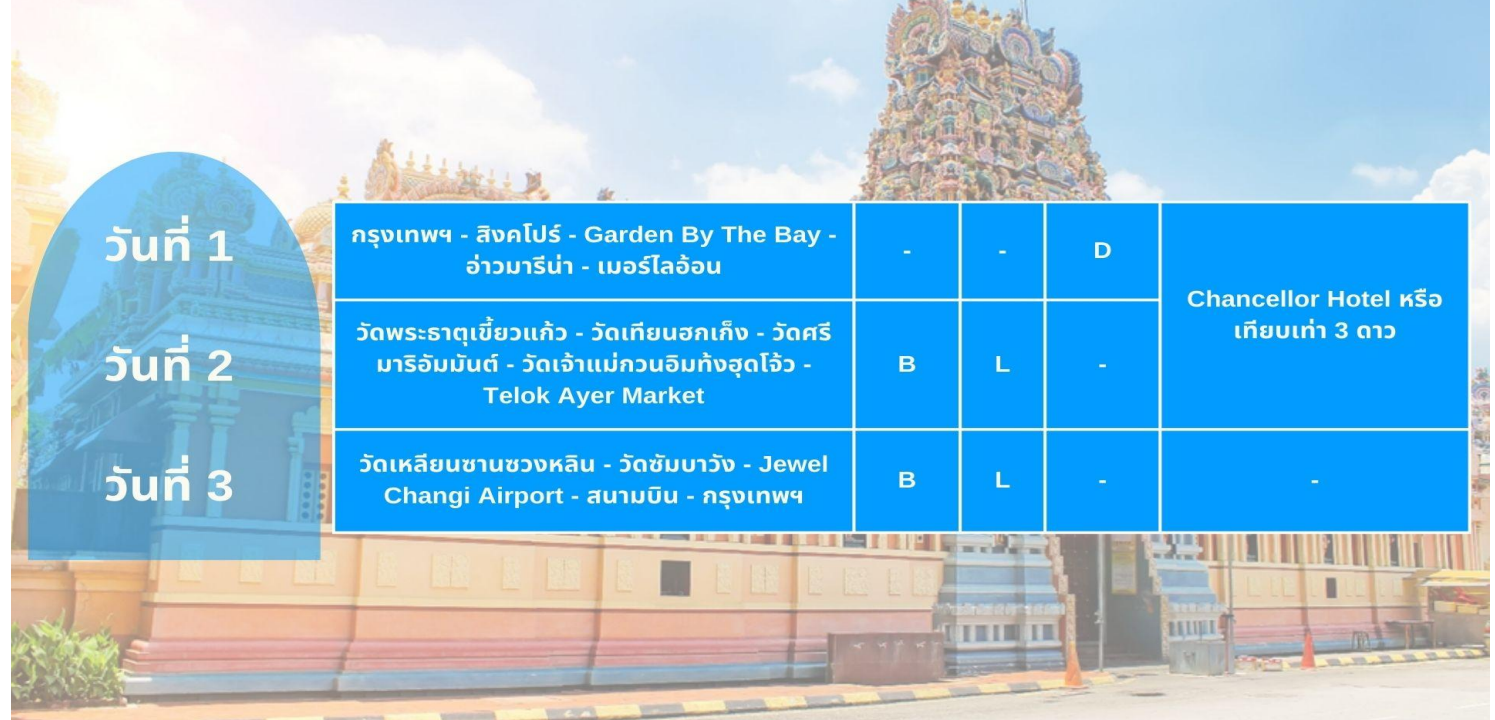 วันที่ 1
กรุงเทพฯ - สิงคโปร์ - Garden By The Bay -
อ่าวมารีน่า - เมอร์ไลอ้อน
-
-
D
Chancellor Hotel หรือ
เทียบเท่า 3 ดาว
วันที่ 2
วัดพระธาตุเขี้ยวแก้ว - วัดเทียนฮกเก็ง - วัดศรี
มาริอัมมันต์ - วัดเจ้าแม่กวนอิมท้งฮุดโจ้ว -
Telok Ayer Market
B
L
-
วันที่ 3
วัดเหลียนซานซวงหลิน - วัดซัมบาวัง - Jewel
Changi Airport - สนามบิน - กรุงเทพฯ
B
L
-
-